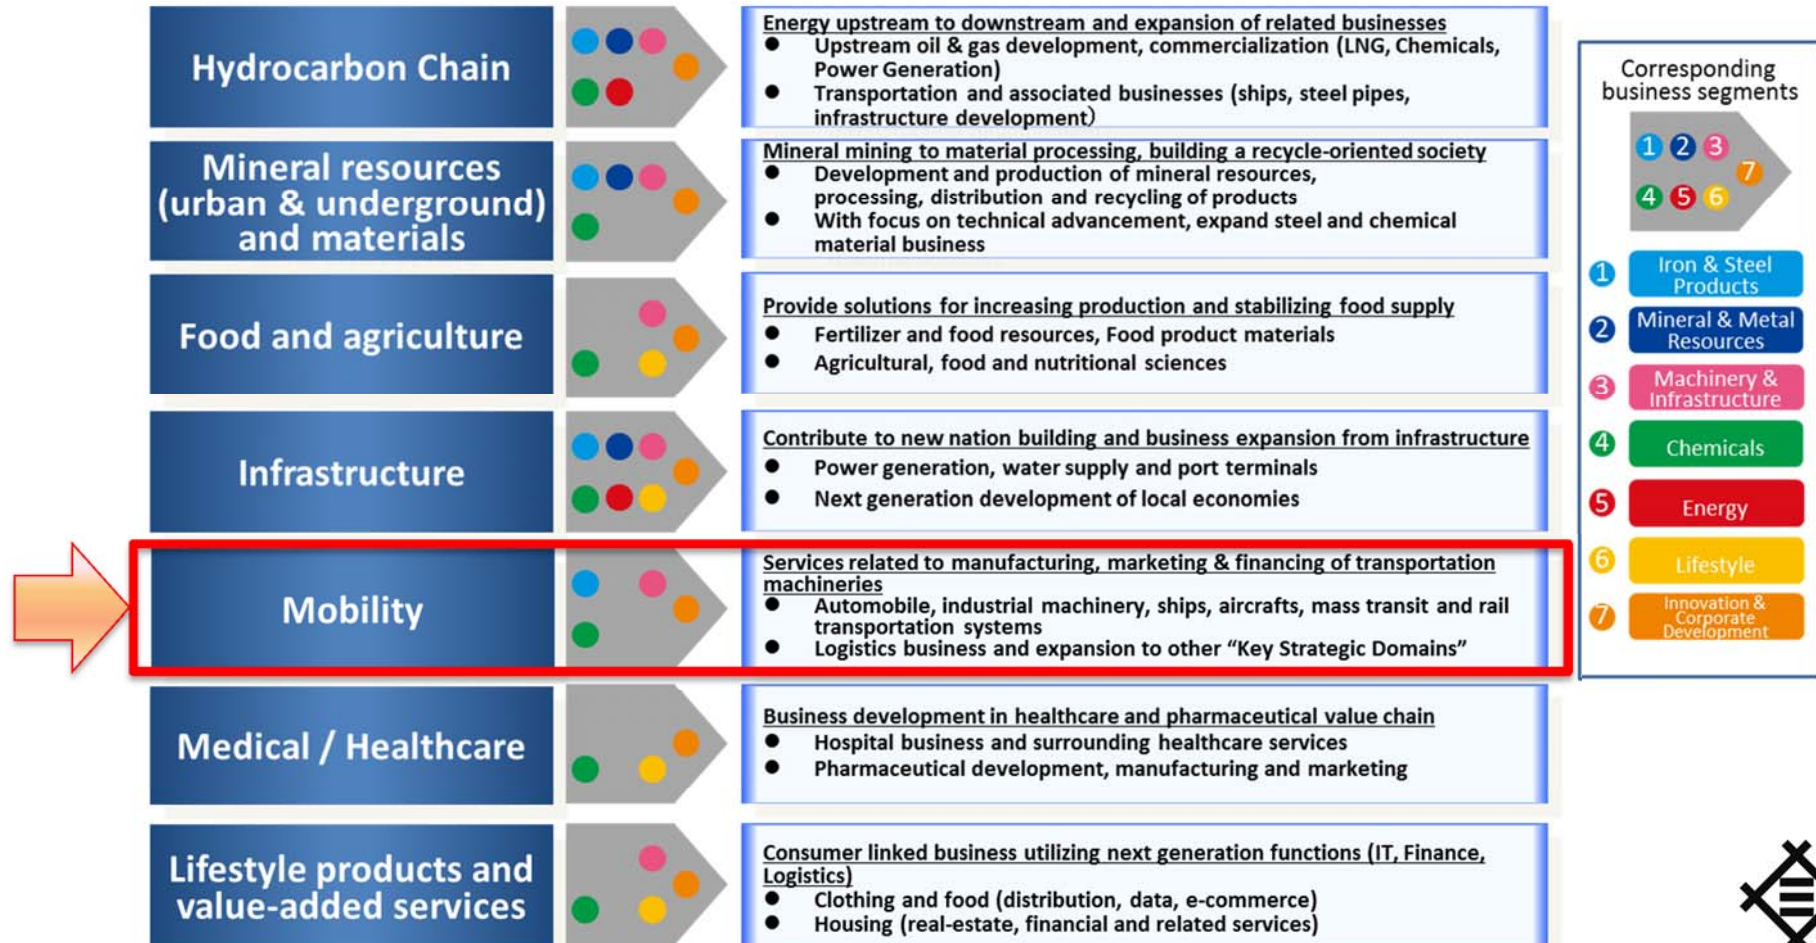 Hydrocarbon Chain
Energy upstream to downstream and expansion of related businesses
● Upstream oil & gas development, commercialization (LNG, Chemicals,
Power Generation)
● Transportation and associated businesses (ships, steel pipes,
infrastructure development)
Mineral resources
(urban & underground)
and materials
Mineral mining to material processing, building a recycle-oriented society
● Development and production of mineral resources,
processing, distribution and recycling of products
● With focus on technical advancement, expand steel and chemical
material business
Food and agriculture
Provide solutions for increasing production and stabilizing food supply
● Fertilizer and food resources, Food product materials
● Agricultural, food and nutritional sciences
Infrastructure
Contribute to new nation building and business expansion from infrastructure
● Power generation, water supply and port terminals
● Next generation development of local economies
Mobility
Services related to manufacturing, marketing & financing of transportation
machineries
● Automobile, industrial machinery, ships, aircrafts, mass transit and rail
transportation systems
● Logistics business and expansion to other “Key Strategic Domains”
Medical / Healthcare
Business development in healthcare and pharmaceutical value chain
● Hospital business and surrounding healthcare services
● Pharmaceutical development, manufacturing and marketing
Lifestyle products and
value-added services
Consumer linked business utilizing next generation functions (IT, Finance,
Logistics)
● Clothing and food (distribution, data, e-commerce)
● Housing (real-estate, financial and related services)
Corresponding
business segments
1 2 3
7
4 5 6
1 Iron & Steel
Products
2 Mineral & Metal
Resources
3 Machinery &
Infrastructure
4 Chemicals
5 Energy
6 Lifestyle
7 Innovation &
Corporate
Development